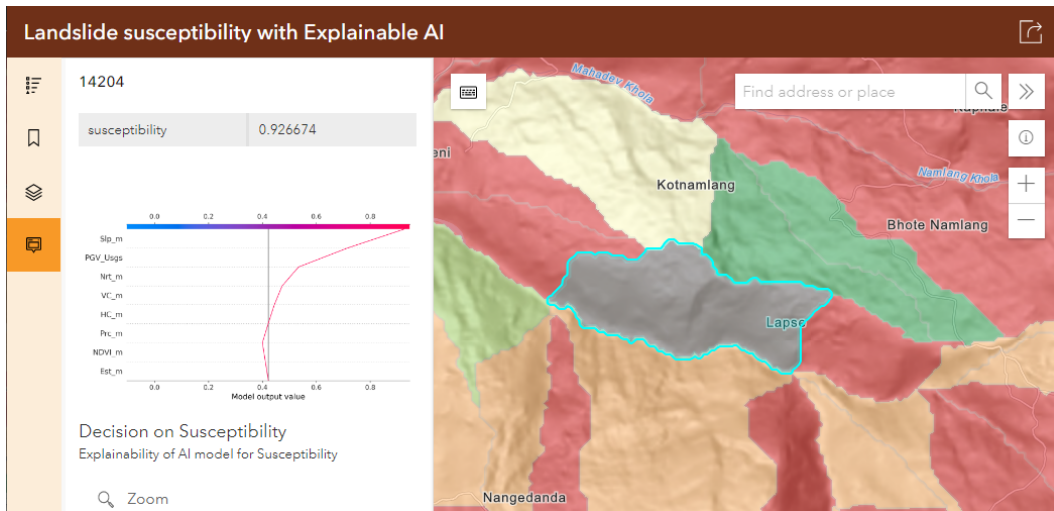 Landslide susceptibility with Explainable AI
14204
susceptibility 0.926674
0.0 0.2 0.4 0.6 0.8
Slp_m
PGV_Usgs
Nrt_m
VC_m
HC_m
Prc_m
NDVI_m
Est_m
0.0 0.2 0.4 0.6 0.8
Model output value
Decision on Susceptibility
Explainability of AI model for Susceptibility
Zoom
Find address or place
Mahadev Khola
ani
Kotnamlang
Namlang Khola
Bhote Namlang
Lapse
Nangedanda